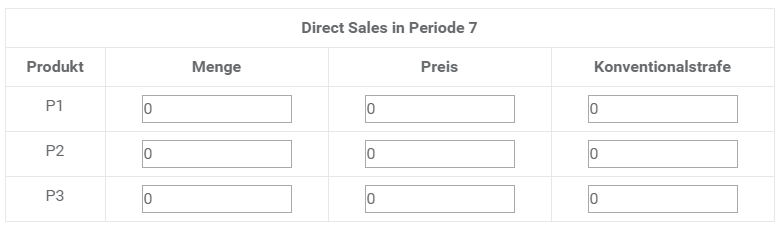 Direct Sales in Periode 7
Produkt Menge Preis Konventionalstrafe
P1 0 0 0
P2 0 0 0
P3 0 0 0